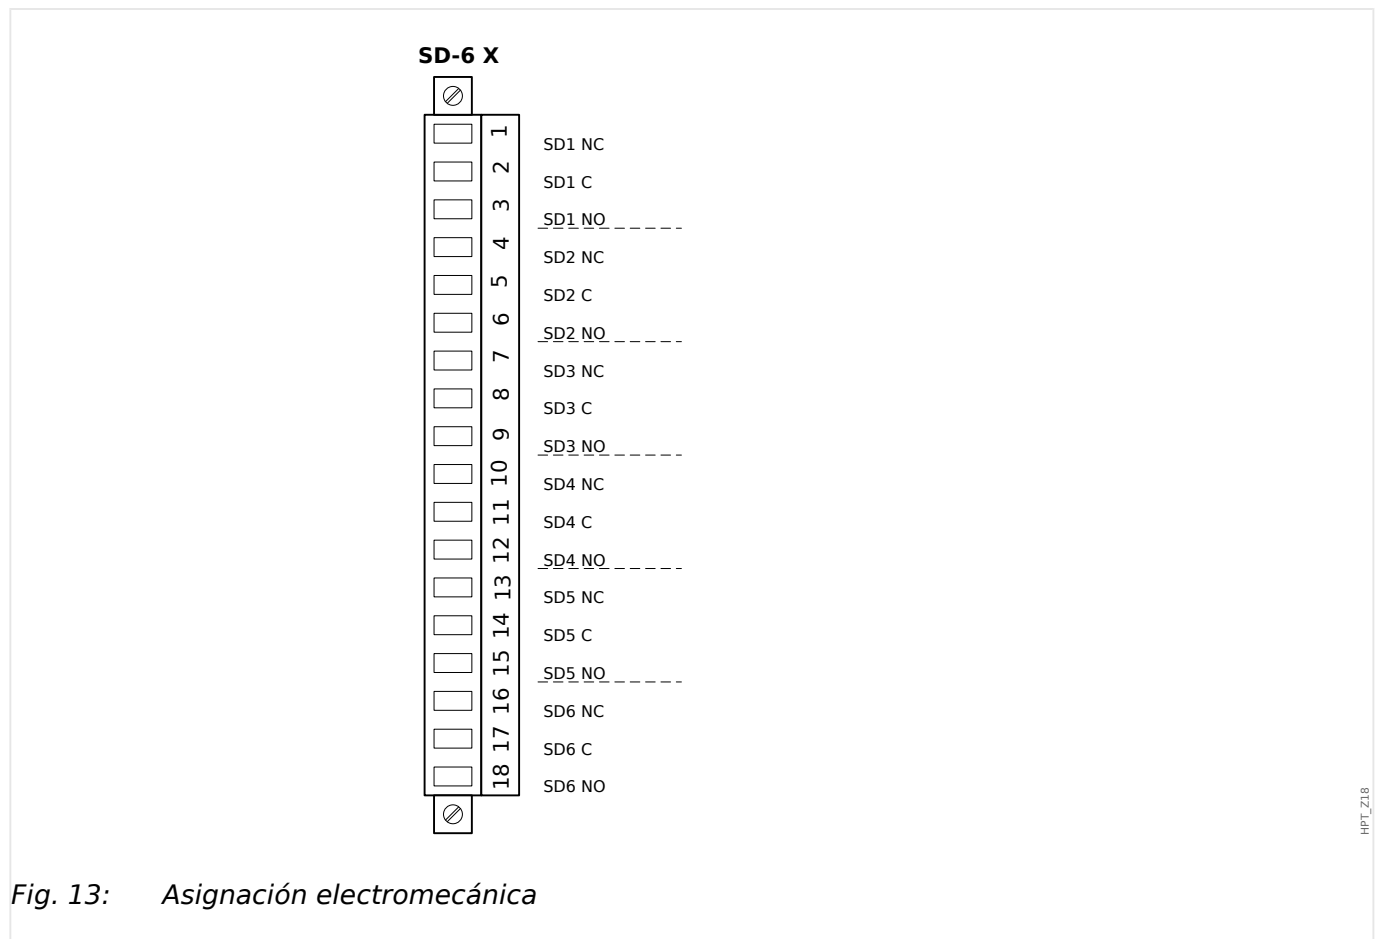 SD-6 X
1
SD1 NC
2
SD1 C
3
SD1 NO
4
SD2 NC
5
SD2 C
6
SD2 NO
7
SD3 NC
8
SD3 C
9
SD3 NO
10
SD4 NC
11
SD4 C
12
SD4 NO
13
SD5 NC
14
SD5 C
15
SD5 NO
16
SD6 NC
17
SD6 C
18
SD6 NO
HPT_Z18
Fig. 13: Asignación electromecánica